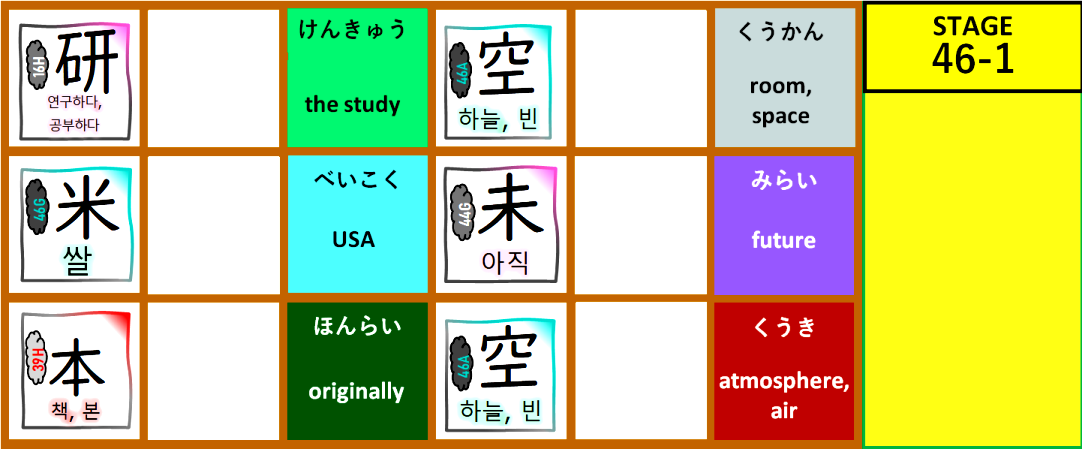 16H
研
연구하다,
공부하다
けんきゅう
the study
46A
空
하늘, 빈
くうかん
room,
space
STAGE
46-1
46G
米
쌀
べいこく
USA
44G
未
아직
みらい
future
39H
本
책, 본
ほんらい
originally
46A
空
하늘, 빈
くうき
atmosphere,
air